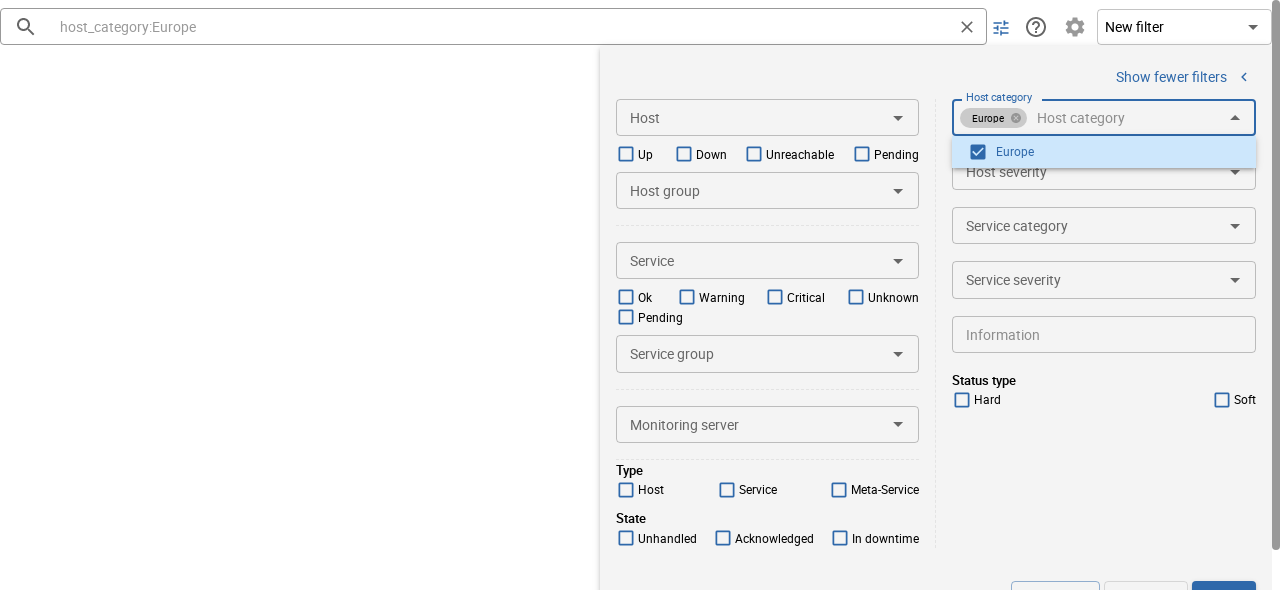 host_category:Europe
New filter
Show fewer filters
Host
Up Down Unreachable Pending
Host group
Service
Ok Warning Critical Unknown
Pending
Service group
Monitoring server
Type
Host Service Meta-Service
State
Unhandled Acknowledged In downtime
Host category
Europe Host category
Europe
Host severity
Service category
Service severity
Information
Status type
Hard Soft